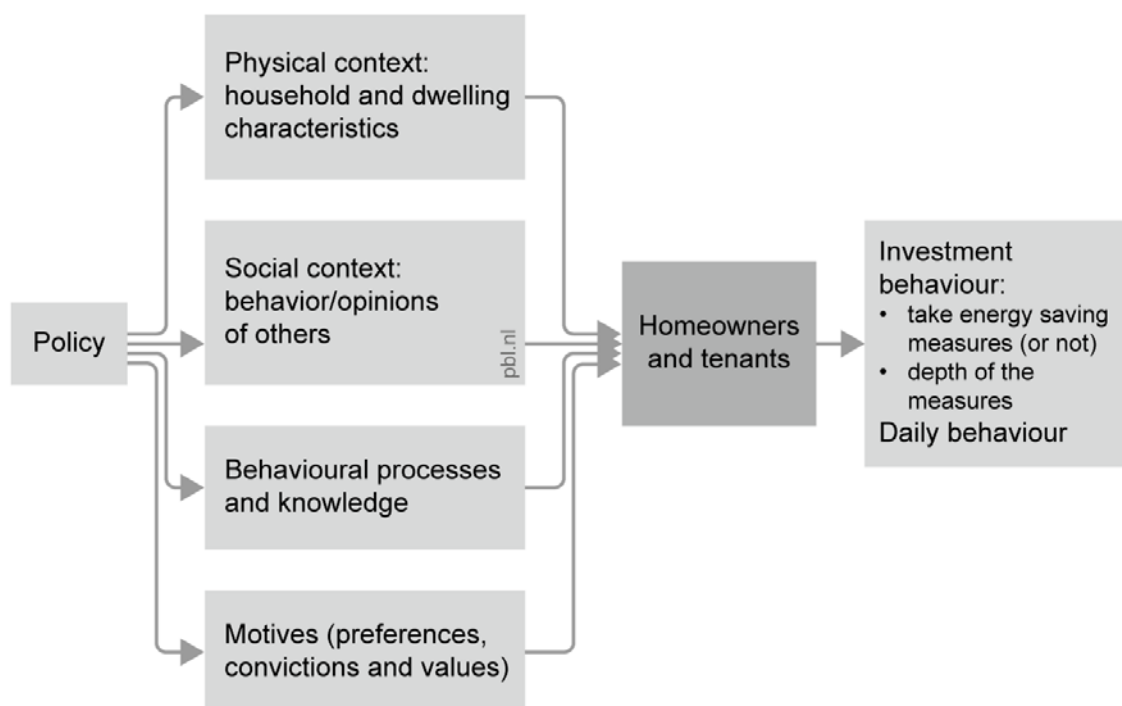 Policy
Physical context:
household and dwelling
characteristics
Social context:
behavior/opinions
of others
pbl.nl
Behavioural processes
and knowledge
Motives (preferences,
convictions and values)
Homeowners
and tenants
Investment
behaviour:
• take energy saving
measures (or not)
• depth of the
measures
Daily behaviour